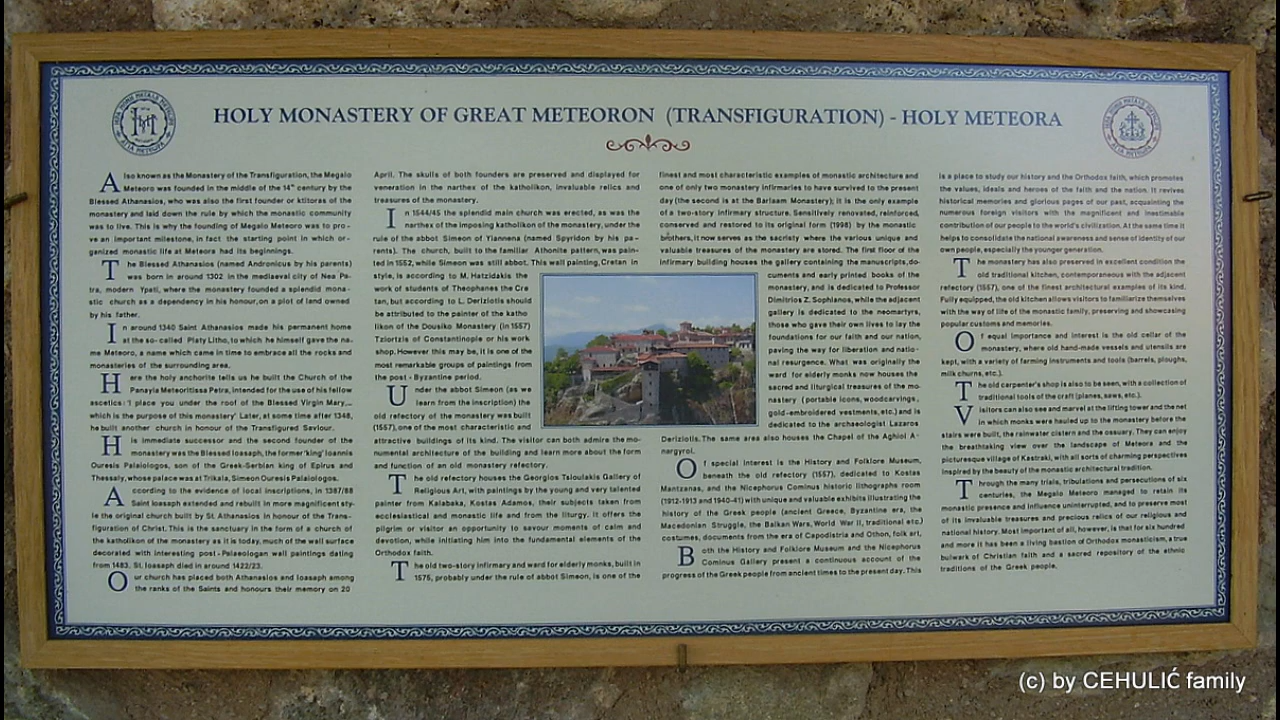 HOLY MONASTERY OF GREAT METEORON (TRANSFIGURATION) - HOLY METEORA
Also known as the Monastery of the Transfiguration, the Megalo
Meteoro was founded in the middle of the 14th century by the
Blessed Athanasios, who was also the first founder or ktitoras of the
monastery and laid down the rule by which the monastic community
was to live. This is why the founding of Megalo Meteoro was to pro-
ve an important milestone, in fact the starting point in which or-
ganized monastic life at Meteors had its beginnings.
The Blessed Athanasios (named Andronicus by his parents)
was born in around 1302 in the mediaeval city of Nea Pa-
tra, modern Ypati, where the monastery founded a splendid mona-
stic church as a dependency in his honour, on a plot of land owned
by his father.
In around 1340 Saint Athanasios made his permanent home
at the so-called Platy Litho, to which he himself gave the na-
me Meteoro, a name which came in time to embrace all the rocks and
monasteries of the surrounding area.
Here the holy anchorite tells us he built the Church of the
Panayia Meteoritissa Petra, intended for the use of his fellow
ascetics: 'I place you under the roof of the Blessed Virgin Mary,...
which is the purpose of this monastery' Later, at some time after 1348,
he built another church in honour of the Transfigured Saviour.
His immediate successor and the second founder of the
monastery was the Blessed Ioasaph, the former 'king' Ioannis
Ouresis Palaiologos, son of the Greek-Serbian king of Epirus and
Thessaly, whose palace was at Trikala, Simeon Ouresis Palaiologos.
According to the evidence of local inscriptions, in 1387/88
Saint Ioasaph extended and rebuilt in more magnificent sty-
le the original church built by St. Athanasios in honour of the Trans-
figuration of Christ. This is the sanctuary in the form of a church of
the katholikon of the monastery as it is today, much of the wall surface
decorated with interesting post-Palaeologan wall paintings dating
from 1483. St. Ioasaph died in around 1422/23.
Our church has placed both Athanasios and Ioasaph among
the ranks of the Saints and honours their memory on 20
April. The skulls of both founders are preserved and displayed for
veneration in the narthex of the katholikon, invaluable relics and
treasures of the monastery.
In 1544/45 the splendid main church was erected, as was the
narthex of the imposing katholikon of the monastery, under the
rule of the abbot Simeon of Yiannena (named Spyridon by his pa-
rents). The church, built to the familiar Athonite pattern, was pain-
ted in 1552, while Simeon was still abbot. This wall painting, Cretan in
style, is according to M. Hatzidakis the
work of students of Theophanes the Cre
tan, but according to L. Deriziotis should
be attributed to the painter of the katho
likon of the Dousiko Monastery (in 1557)
Tziortzis of Constantinople or his work
shop. However this may be, it is one of the
most remarkable groups of paintings from
the post - Byzantine period.
Under the abbot Simeon (as we
learn from the inscription) the
old refectory of the monastery was built
(1557), one of the most characteristic and
attractive buildings of its kind. The visitor can both admire the mo-
numental architecture of the building and learn more about the form
and function of an old monastery refectory.
The old refectory houses the Georgios Tsioulakis Gallery of
Religious Art, with paintings by the young and very talented
painter from Kalabaka, Kostas Adamos, their subjects taken from
ecclesiastical and monastic life and from the liturgy. It offers the
pilgrim or visitor an opportunity to savour moments of calm and
devotion, while initiating him into the fundamental elements of the
Orthodox faith.
The old two-storey infirmary and ward for elderly monks, built in
1575, probably under the rule of abbot Simeon, is one of the
finest and most characteristic examples of monastic architecture and
one of only two monastery infirmaries to have survived to the present
day (the second is at the Barlaam Monastery); it is the only example
of a two-storey infirmary structure. Sensitively renovated, reinforced,
conserved and restored to its original form (1998) by the monastic
brothers, it now serves as the sacristy where the various unique and
valuable treasures of the monastery are stored. The first floor of the
infirmary building houses the gallery containing the manuscripts, do-
cuments and early printed books of the
monastery, and is dedicated to Professor
Dimitrios Z. Sophianos, while the adjacent
gallery is dedicated to the neomartyrs,
those who gave their own lives to lay the
foundations for our faith and our nation,
paving the way for liberation and natio-
nal resurgence. What was originally the
ward for elderly monks now houses the
sacred and liturgical treasures of the mo-
nastery (portable icons, woodcarvings,
gold-embroidered vestments, etc.) and is
dedicated to the archaeologist Lazaros
Deriziotis. The same area also houses the Chapel of the Aghioi A-
nargyroi.
Of special interest is the History and Folklore Museum,
beneath the old refectory (1557), dedicated to Kostas
Mantzanas, and the Nicephorus Cominus historic lithographs room
(1912-1913 and 1940-41) with unique and valuable exhibits illustrating the
history of the Greek people (ancient Greece, Byzantine era, the
Macedonian Struggle, the Balkan Wars, World War II, traditional etc.)
costumes, documents from the era of Capodistria and Othon, folk art,
Both the History and Folklore Museum and the Nicephorus
Cominus Gallery present a continuous account of the
progress of the Greek people from ancient times to the present day. This
is a place to study our history and the Orthodox faith, which promotes
the values, ideals and heroes of the faith and the nation. It revives
historical memories and glorious pages of our past, acquainting the
numerous foreign visitors with the magnificent and inestimable
contribution of our people to the world's civilization. At the same time it
helps to consolidate the national awareness and sense of identity of our
own people, especially the younger generation.
The monastery has also preserved in excellent condition the
old traditional kitchen, contemporaneous with the adjacent
refectory (1557), one of the finest architectural examples of its kind.
Fully equipped, the old kitchen allows visitors to familiarize themselves
with the way of life of the monastic family, preserving and showcasing
popular customs and memories.
Of equal importance and interest is the old cellar of the
monastery, where old hand-made vessels and utensils are
kept, with a variety of farming instruments and tools (barrels, ploughs,
milk churns, etc.).
The old carpenter's shop is also to be seen, with a collection of
traditional tools of the craft (planes, saws, etc.).
Visitors can also see and marvel at the lifting tower and the net
in which monks were hauled up to the monastery before the
stairs were built, the rainwater cistern and the ossuary. They can enjoy
the breathtaking view over the landscape of Meteora and the
picturesque village of Kastraki, with all sorts of charming perspectives
inspired by the beauty of the monastic architectural tradition.
Through the many trials, tribulations and persecutions of six
centuries, the Megalo Meteoro managed to retain its
monastic presence and influence uninterrupted, and to preserve most
of its invaluable treasures and precious relics of our religious and
national history. Most important of all, however, is that for six hundred
and more it has been a living bastion of Orthodox monasticism, a true
bulwark of Christian faith and a sacred repository of the ethnic
traditions of the Greek people.
(c) by CEHULIĆ family